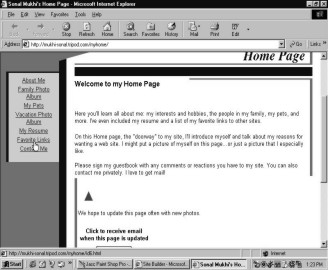 Sonal Mukhi's Home Page - Microsoft Internet Explorer
File Edit View Favorites Tools Help
Stop Refresh Home Search Favorites History Mail Print Edit
Address http://mukhi-sonal.tripod.com/myhome/ Go Links »
Home Page
About Me
Family Photo
Album
My Pets
Vacation Photo
Album
My Resume
Favorite Links
Contact Me
Welcome to my Home Page
Here you'll learn all about me: my interests and hobbies, the people in my family, my pets, and
more. I've even included my resume and a list of my favorite links to other sites.
On this Home page, the "doorway" to my site, I'll introduce myself and talk about my reasons for
wanting a web site. I might put a picture of myself on this page...or just a picture that I especially
like.
Please sign my guestbook with any comments or reactions you have to my site. You can also
contact me privately. I love to get mail!
We hope to update this page often with new photos.
Click to receive email
when this page is updated
http://mukhi-sonal.tripod.com/myhome/id8.html Internet
Start Jasc Paint Shop Pro - Site Builder - Microsoft Sonal Mukhi's Ho... 1:23 PM